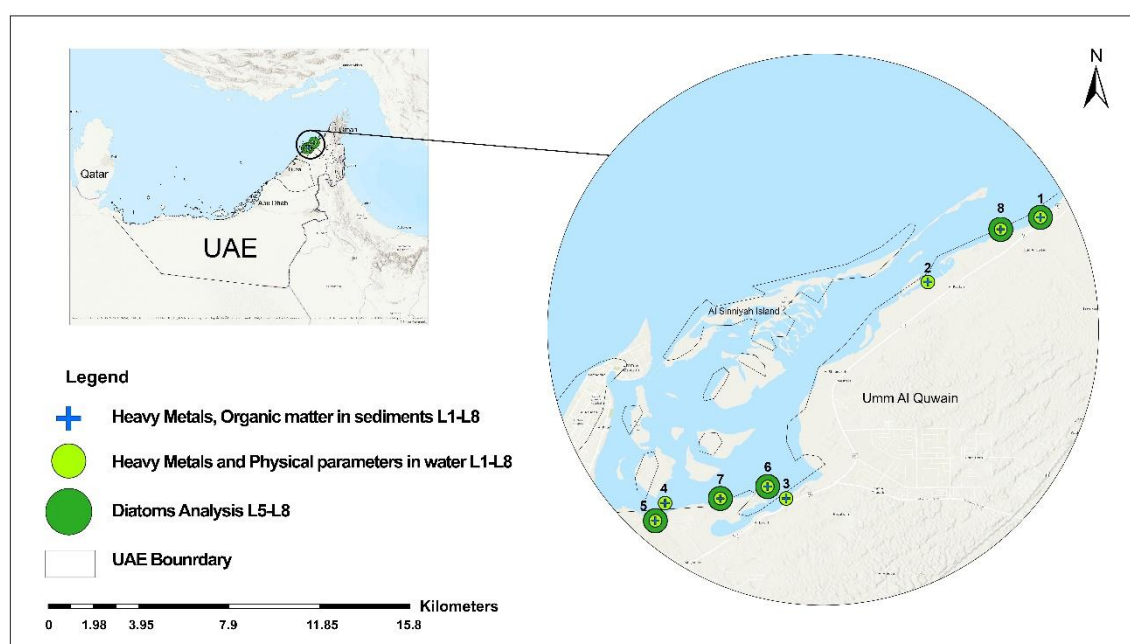 N
Qatar
Abu Dhabi
UAE
1
8
2
Al Sinniyah Island
Umm Al Quwain
6
7
4
3
5
Legend
Heavy Metals, Organic matter in sediments L1-L8
Heavy Metals and Physical parameters in water L1-L8
Diatoms Analysis L5-L8
UAE Bounrdary
Kilometers
0 1.98 3.95 7.9 11.85 15.8